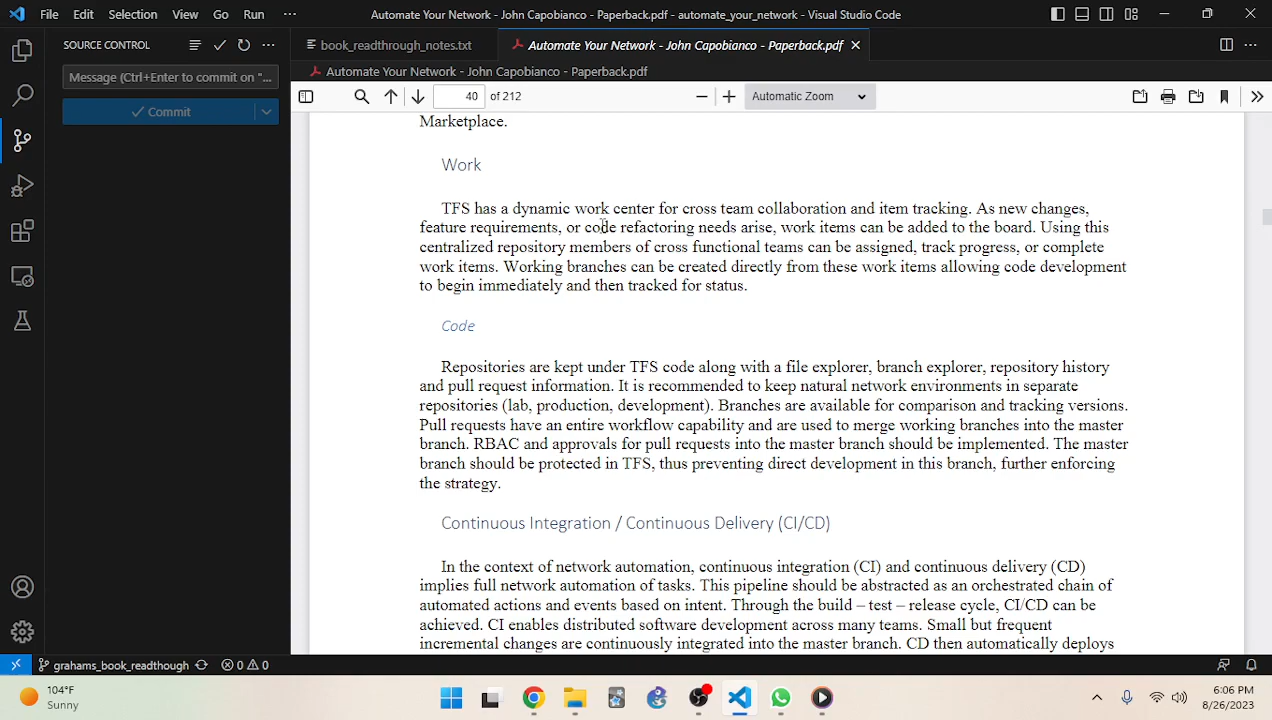 File Edit Selection View Go Run ··· Automate Your Network - John Capobianco - Paperback.pdf - automate_your_network - Visual Studio Code
SOURCE CONTROL
book_readthrough_notes.txt Automate Your Network - John Capobianco - Paperback.pdf
Automate Your Network - John Capobianco - Paperback.pdf
Message (Ctrl+Enter to commit on "...
Commit
40 of 212 Automatic Zoom
Marketplace.
Work
TFS has a dynamic work center for cross team collaboration and item tracking. As new changes,
feature requirements, or code refactoring needs arise, work items can be added to the board. Using this
centralized repository members of cross functional teams can be assigned, track progress, or complete
work items. Working branches can be created directly from these work items allowing code development
to begin immediately and then tracked for status.
Code
Repositories are kept under TFS code along with a file explorer, branch explorer, repository history
and pull request information. It is recommended to keep natural network environments in separate
repositories (lab, production, development). Branches are available for comparison and tracking versions.
Pull requests have an entire workflow capability and are used to merge working branches into the master
branch. RBAC and approvals for pull requests into the master branch should be implemented. The master
branch should be protected in TFS, thus preventing direct development in this branch, further enforcing
the strategy.
Continuous Integration / Continuous Delivery (CI/CD)
In the context of network automation, continuous integration (CI) and continuous delivery (CD)
implies full network automation of tasks. This pipeline should be abstracted as an orchestrated chain of
automated actions and events based on intent. Through the build – test – release cycle, CI/CD can be
achieved. CI enables distributed software development across many teams. Small but frequent
incremental changes are continuously integrated into the master branch. CD then automatically deploys
grahams_book_readthough 0 0
104°F
Sunny
6:06 PM
8/26/2023